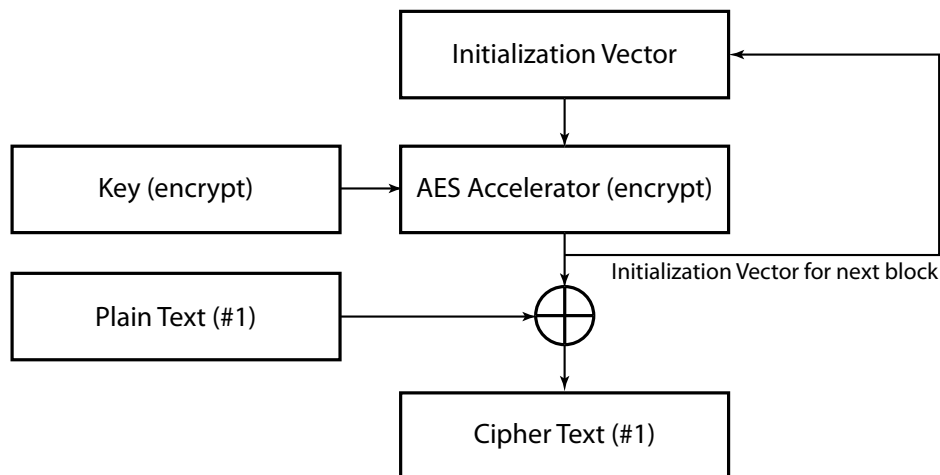 Initialization Vector
Key (encrypt)
AES Accelerator (encrypt)
Initialization Vector for next block
Plain Text (#1)
Cipher Text (#1)